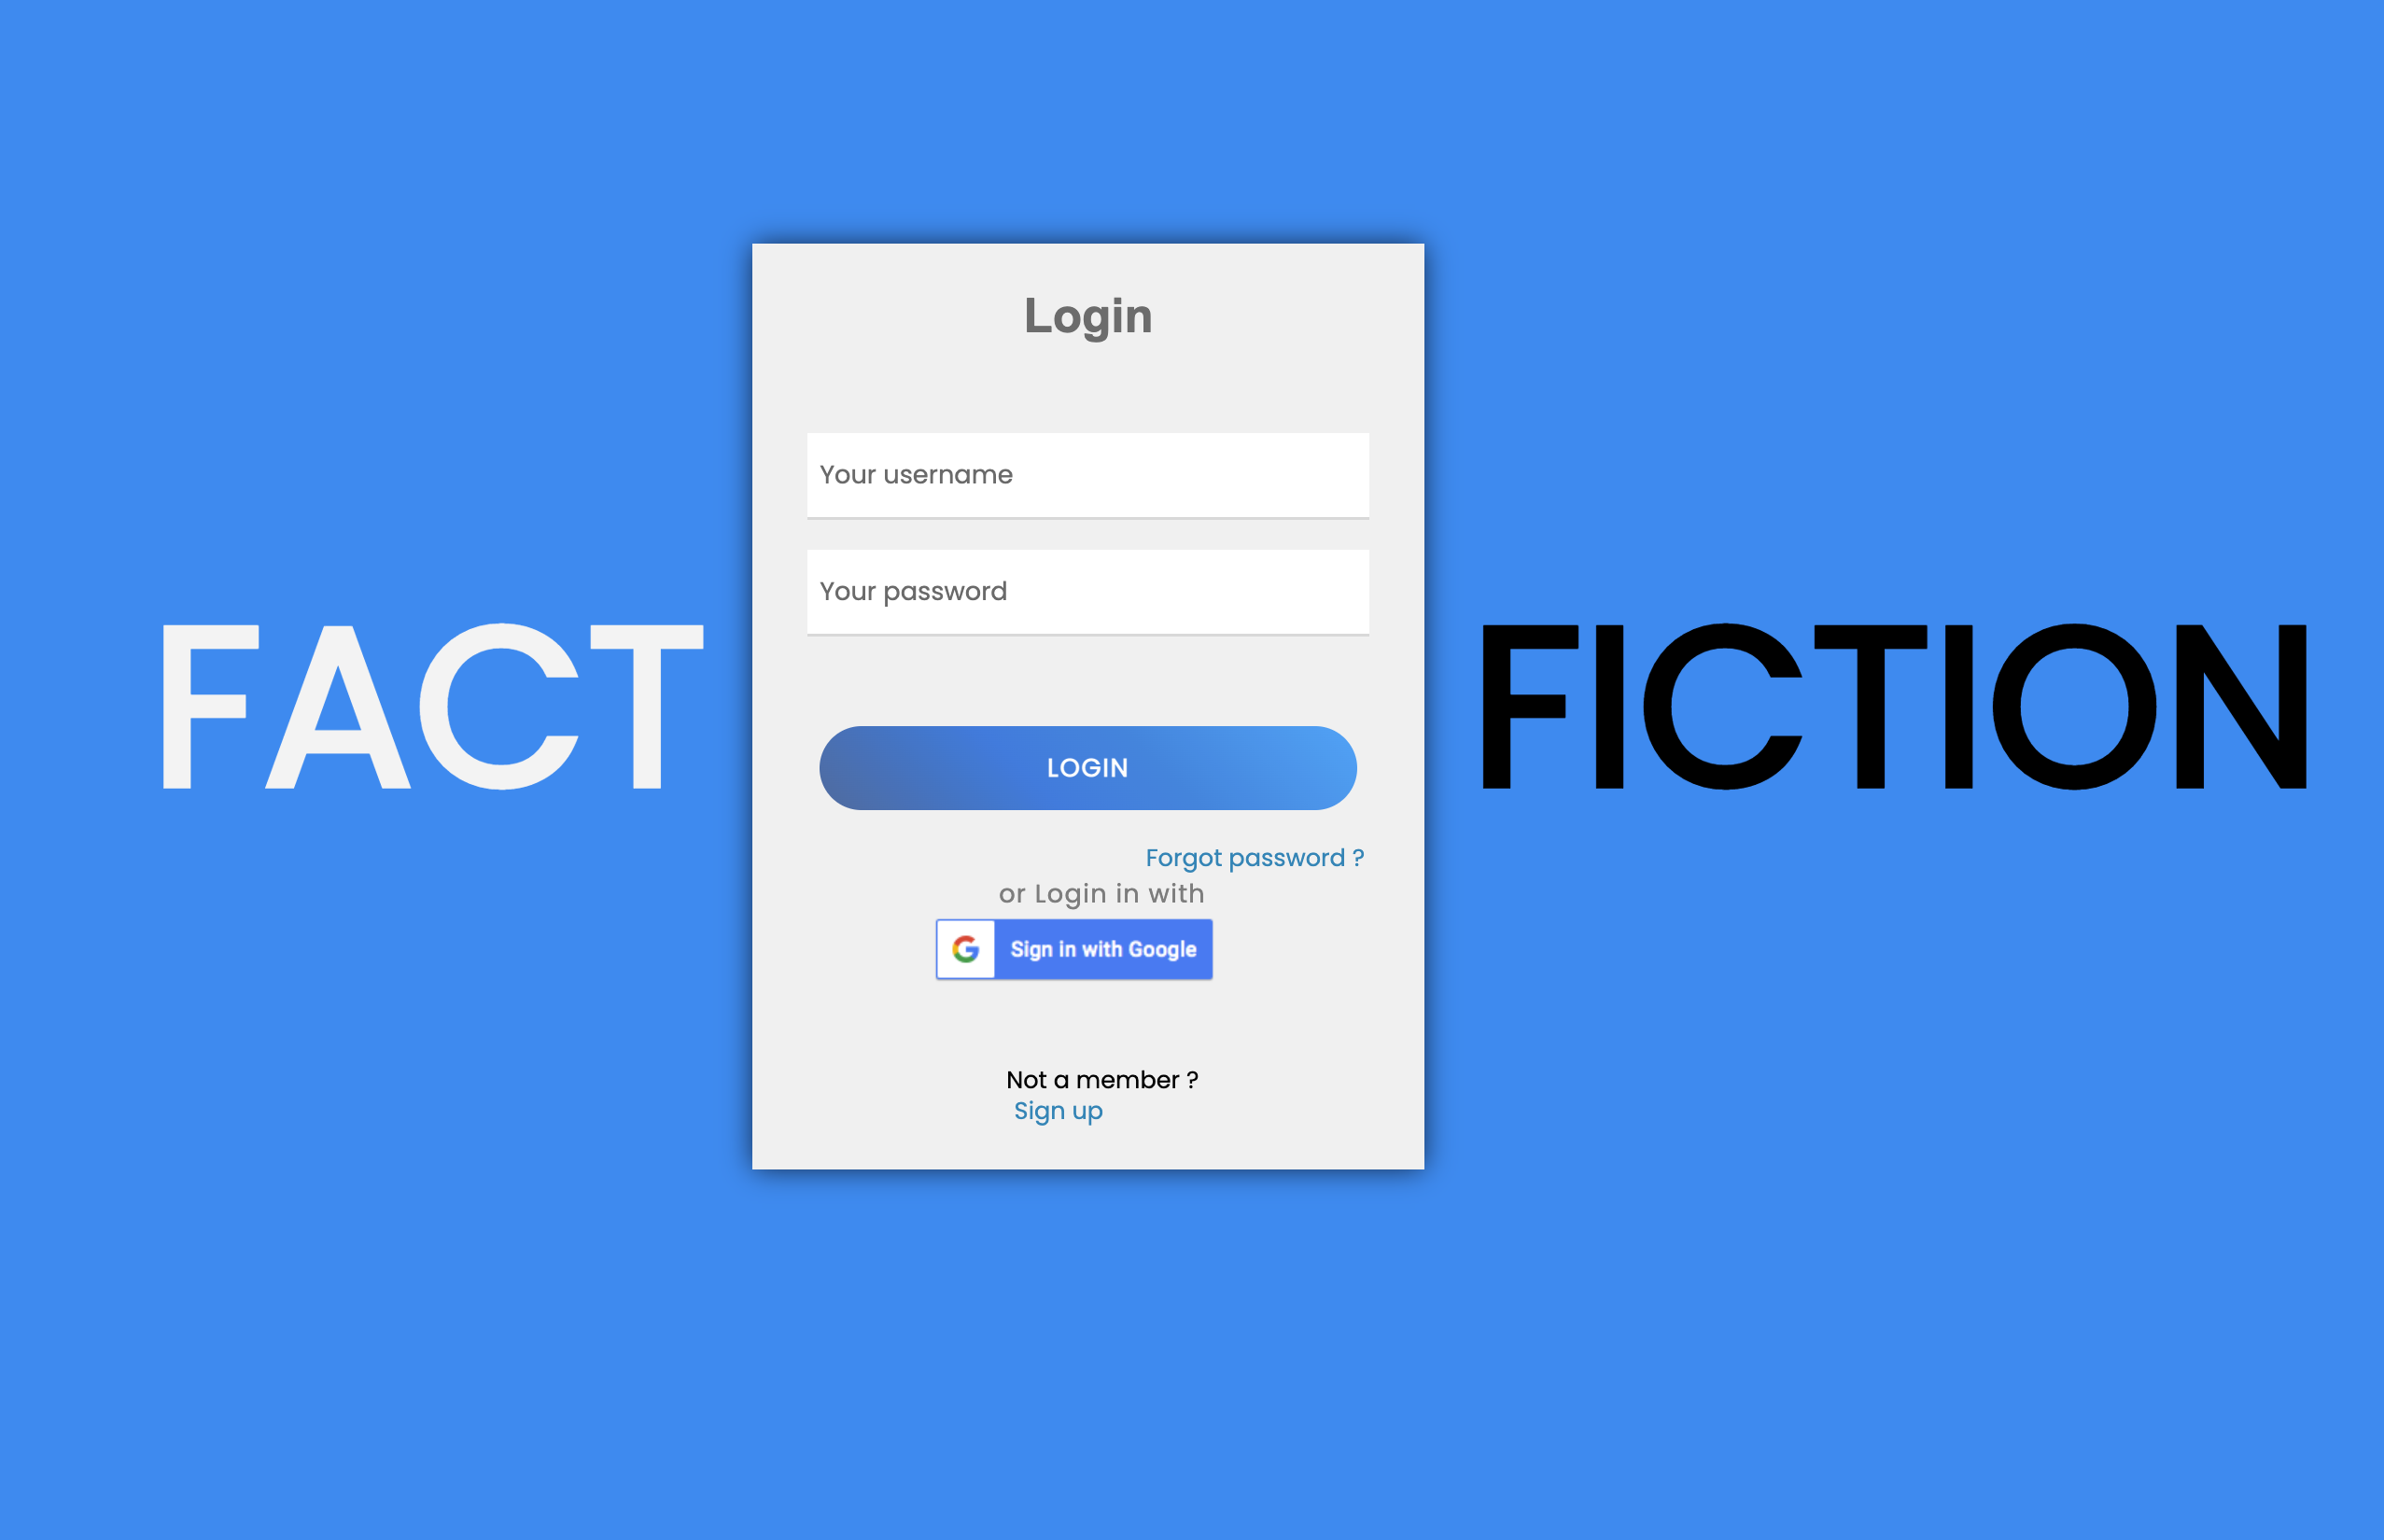 Login
Your username
Your password
FACT
FICTION
LOGIN
Forgot password ?
or Login in with
Sign in with Google
Not a member ?
Sign up